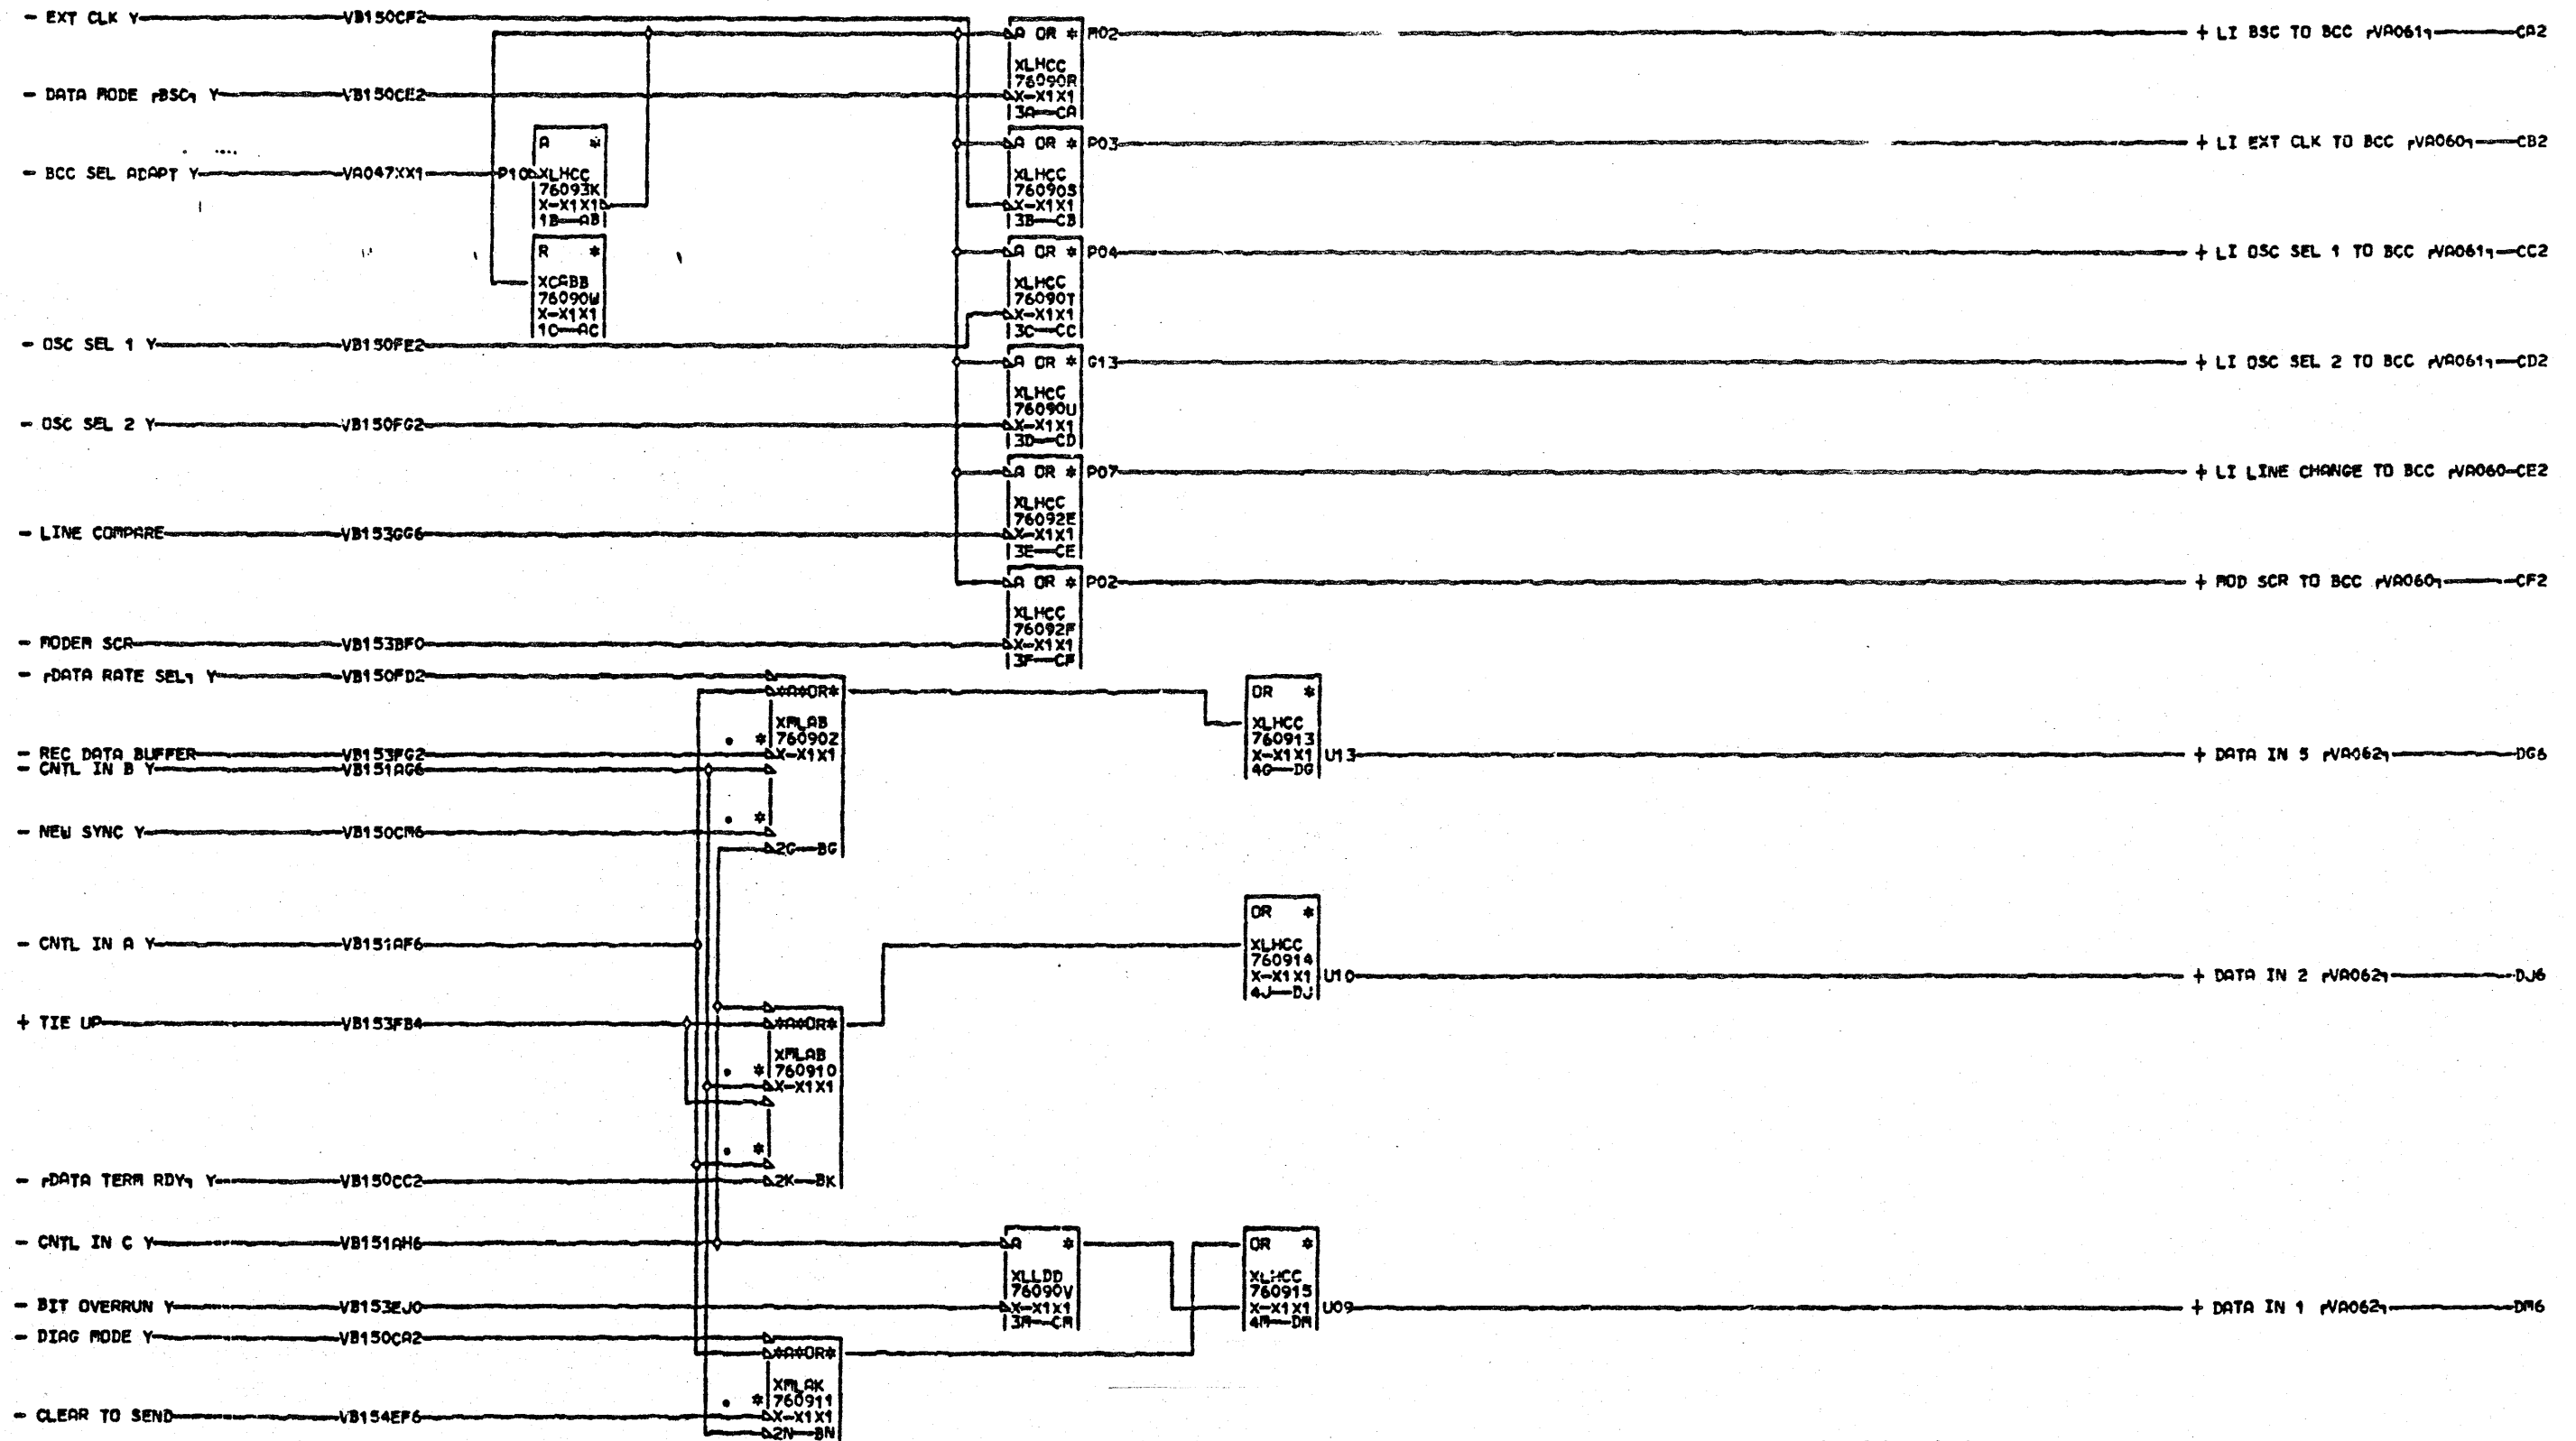 - EXT CLK Y VB150CF2
A OR * M02 + LI BSC TO BCC ┌VA061┐ CA2
XLHCC
76090R
- DATA MODE ┌BSC┐ Y VB150CE2 X-X1X1
3A CA
A * A OR * P03 + LI EXT CLK TO BCC ┌VA060┐ CB2
- BCC SEL ADAPT Y VA047XX1 P10 XLHCC XLHCC
76093K 76090S
X-X1X1 X-X1X1
1B AB 3B CB
R * A OR * P04 + LI OSC SEL 1 TO BCC ┌VA061┐ CC2
XCABB XLHCC
76090W 76090T
X-X1X1 X-X1X1
1C AC 3C CC
- OSC SEL 1 Y VB150FE2
A OR * G13 + LI OSC SEL 2 TO BCC ┌VA061┐ CD2
XLHCC
76090U
- OSC SEL 2 Y VB150FG2 X-X1X1
3D CD
A OR * P07 + LI LINE CHANGE TO BCC ┌VA060 CE2
XLHCC
76092E
- LINE COMPARE VB153GG6 X-X1X1
3E CE
A OR * P02 + MOD SCR TO BCC ┌VA060┐ CF2
XLHCC
76092F
- MODEM SCR VB153BF0 X-X1X1
3F CF
- ┌DATA RATE SEL┐ Y VB150FD2
*A*OR* OR *
XMLAB XLHCC
. * 760902 760913
- REC DATA BUFFER VB153FG2 X-X1X1 X-X1X1 U13 + DATA IN 5 ┌VA062┐ DG6
- CNTL IN B Y VB151AG6 4G DG
. *
- NEW SYNC Y VB150CM6
2G BG
OR *
- CNTL IN A Y VB151AF6 XLHCC
760914
X-X1X1 U10 + DATA IN 2 ┌VA062┐ DJ6
4J DJ
+ TIE UP VB153FB4 *A*OR*
XMLAB
. * 760910
X-X1X1
. *
- ┌DATA TERM RDY┐ Y VB150CC2 2K BK
- CNTL IN C Y VB151AH6 A * OR *
XLLDD XLHCC
76090V 760915
- BIT OVERRUN Y VB153EJ0 X-X1X1 X-X1X1 U09 + DATA IN 1 ┌VA062┐ DM6
3M CM 4M DM
- DIAG MODE Y VB150CA2
*A*OR*
XMLAK
. * 760911
- CLEAR TO SEND VB154EF6 X-X1X1
2N BN